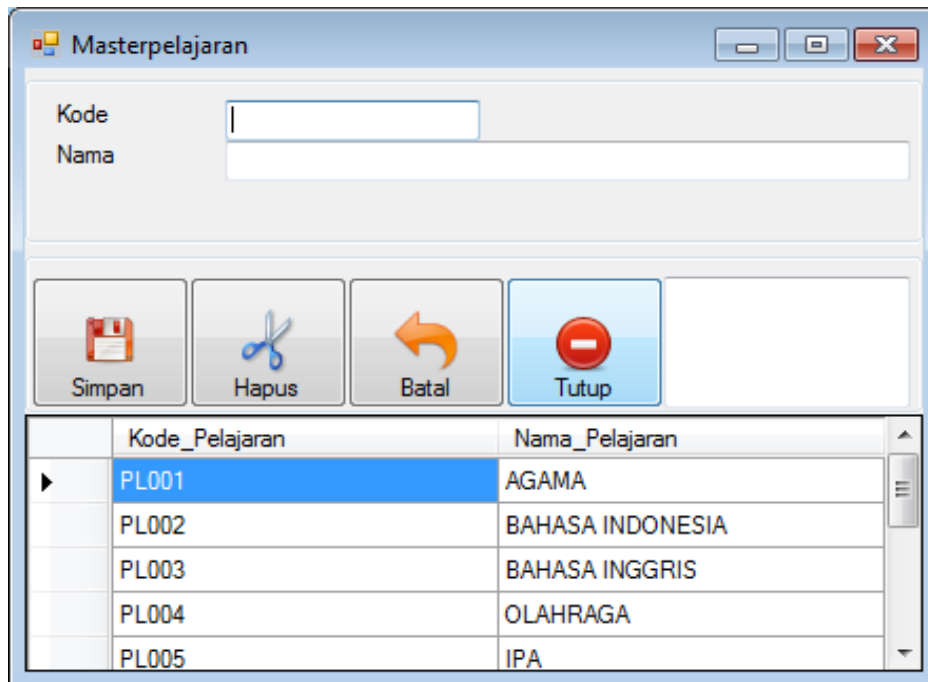 Masterpelajaran
Kode
Nama
Simpan Hapus Batal Tutup
Kode_Pelajaran Nama_Pelajaran
PL001 AGAMA
PL002 BAHASA INDONESIA
PL003 BAHASA INGGRIS
PL004 OLAHRAGA
PL005 IPA